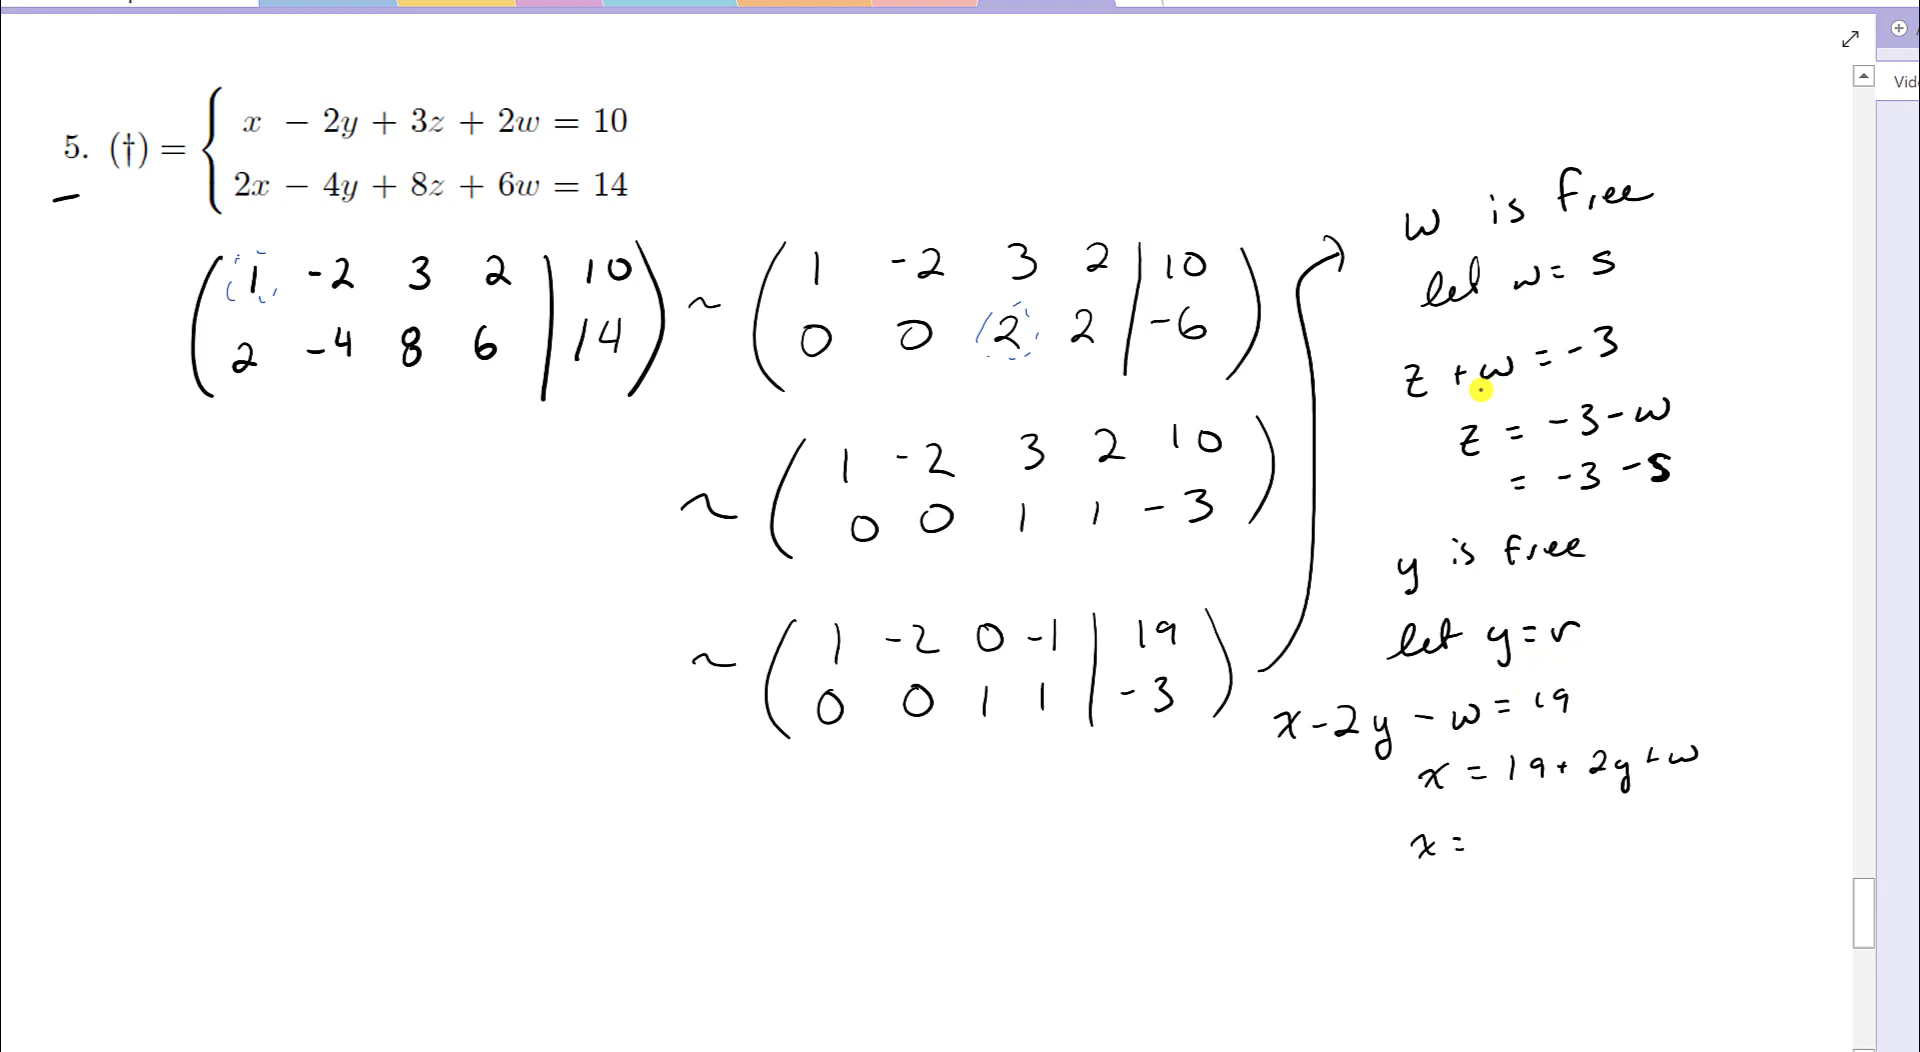 Vid
5. (†) = { x − 2y + 3z + 2w = 10
2x − 4y + 8z + 6w = 14
( 1 -2 3 2 | 10
2 -4 8 6 | 14 )
~ ( 1 -2 3 2 | 10
0 0 2 2 | -6 )
~ ( 1 -2 3 2 10
0 0 1 1 -3 )
~ ( 1 -2 0 -1 | 19
0 0 1 1 | -3 )
w is free
let w = s
z + w = -3
z = -3 - w
= -3 - s
y is free
let y = r
x - 2y - w = 19
x = 19 + 2y + w
x =